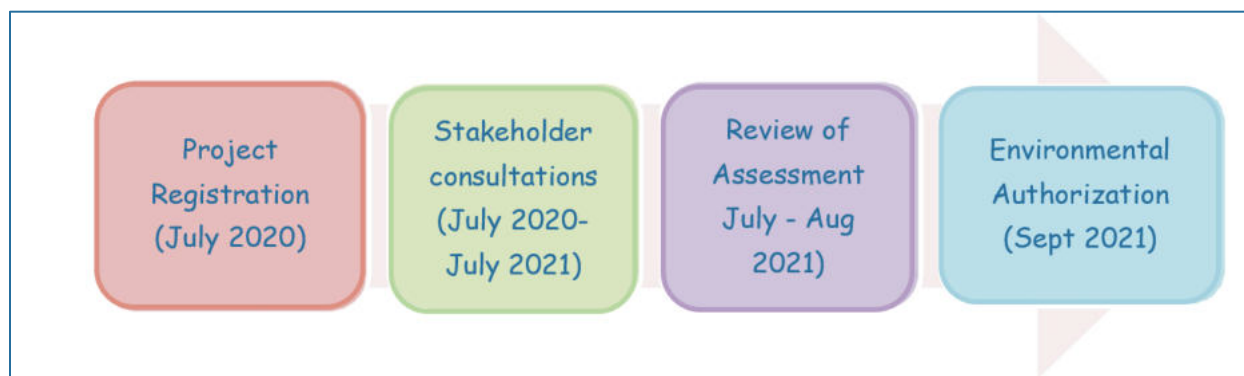 Project
Registration
(July 2020)
Stakeholder
consultations
(July 2020-
July 2021)
Review of
Assessment
July - Aug
2021)
Environmental
Authorization
(Sept 2021)